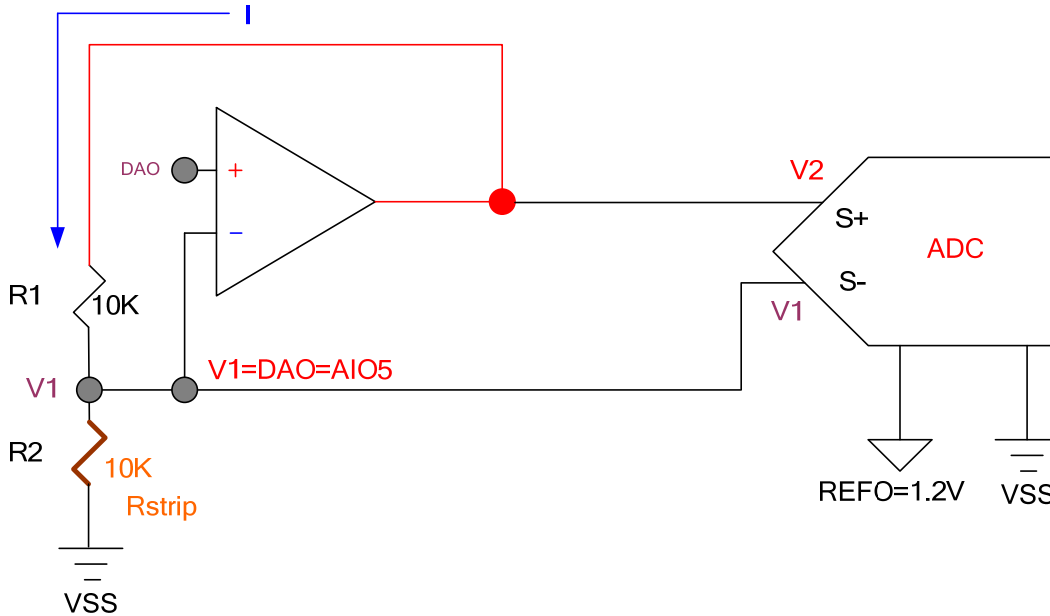 I
DAO
+
−
V2
S+
ADC
S-
V1
R1
10K
V1=DAO=AIO5
V1
R2
10K
Rstrip
REFO=1.2V
VSS
VSS